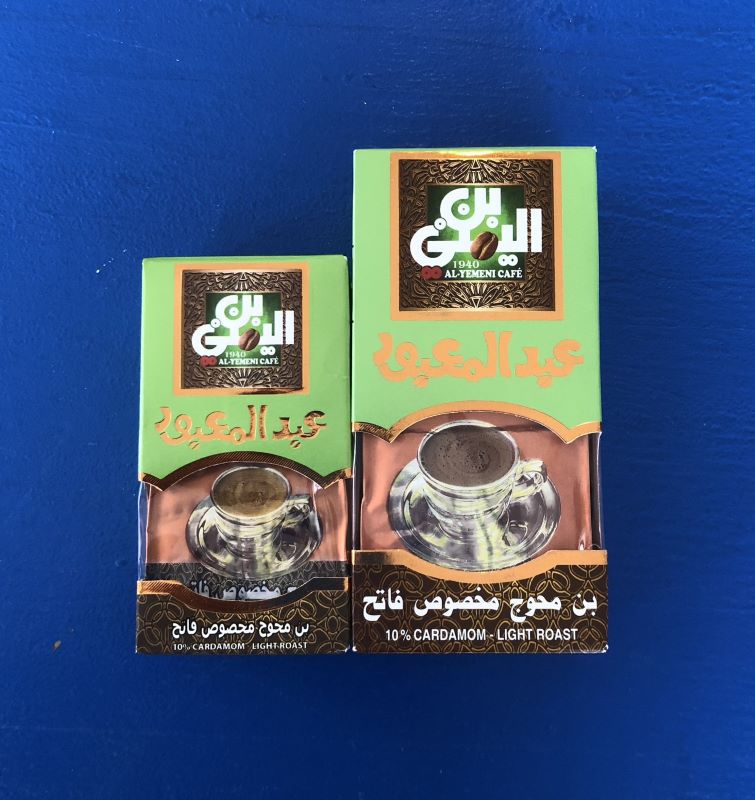 بن
اليمني
1940
AL-YEMENI CAFÉ
عبد المعبود
بن محوج مخصوص فاتح
10% CARDAMOM LIGHT ROAST
بن
اليمني
1940
AL-YEMENI CAFÉ
عبد المعبود
بن محوج مخصوص فاتح
10% CARDAMOM - LIGHT ROAST